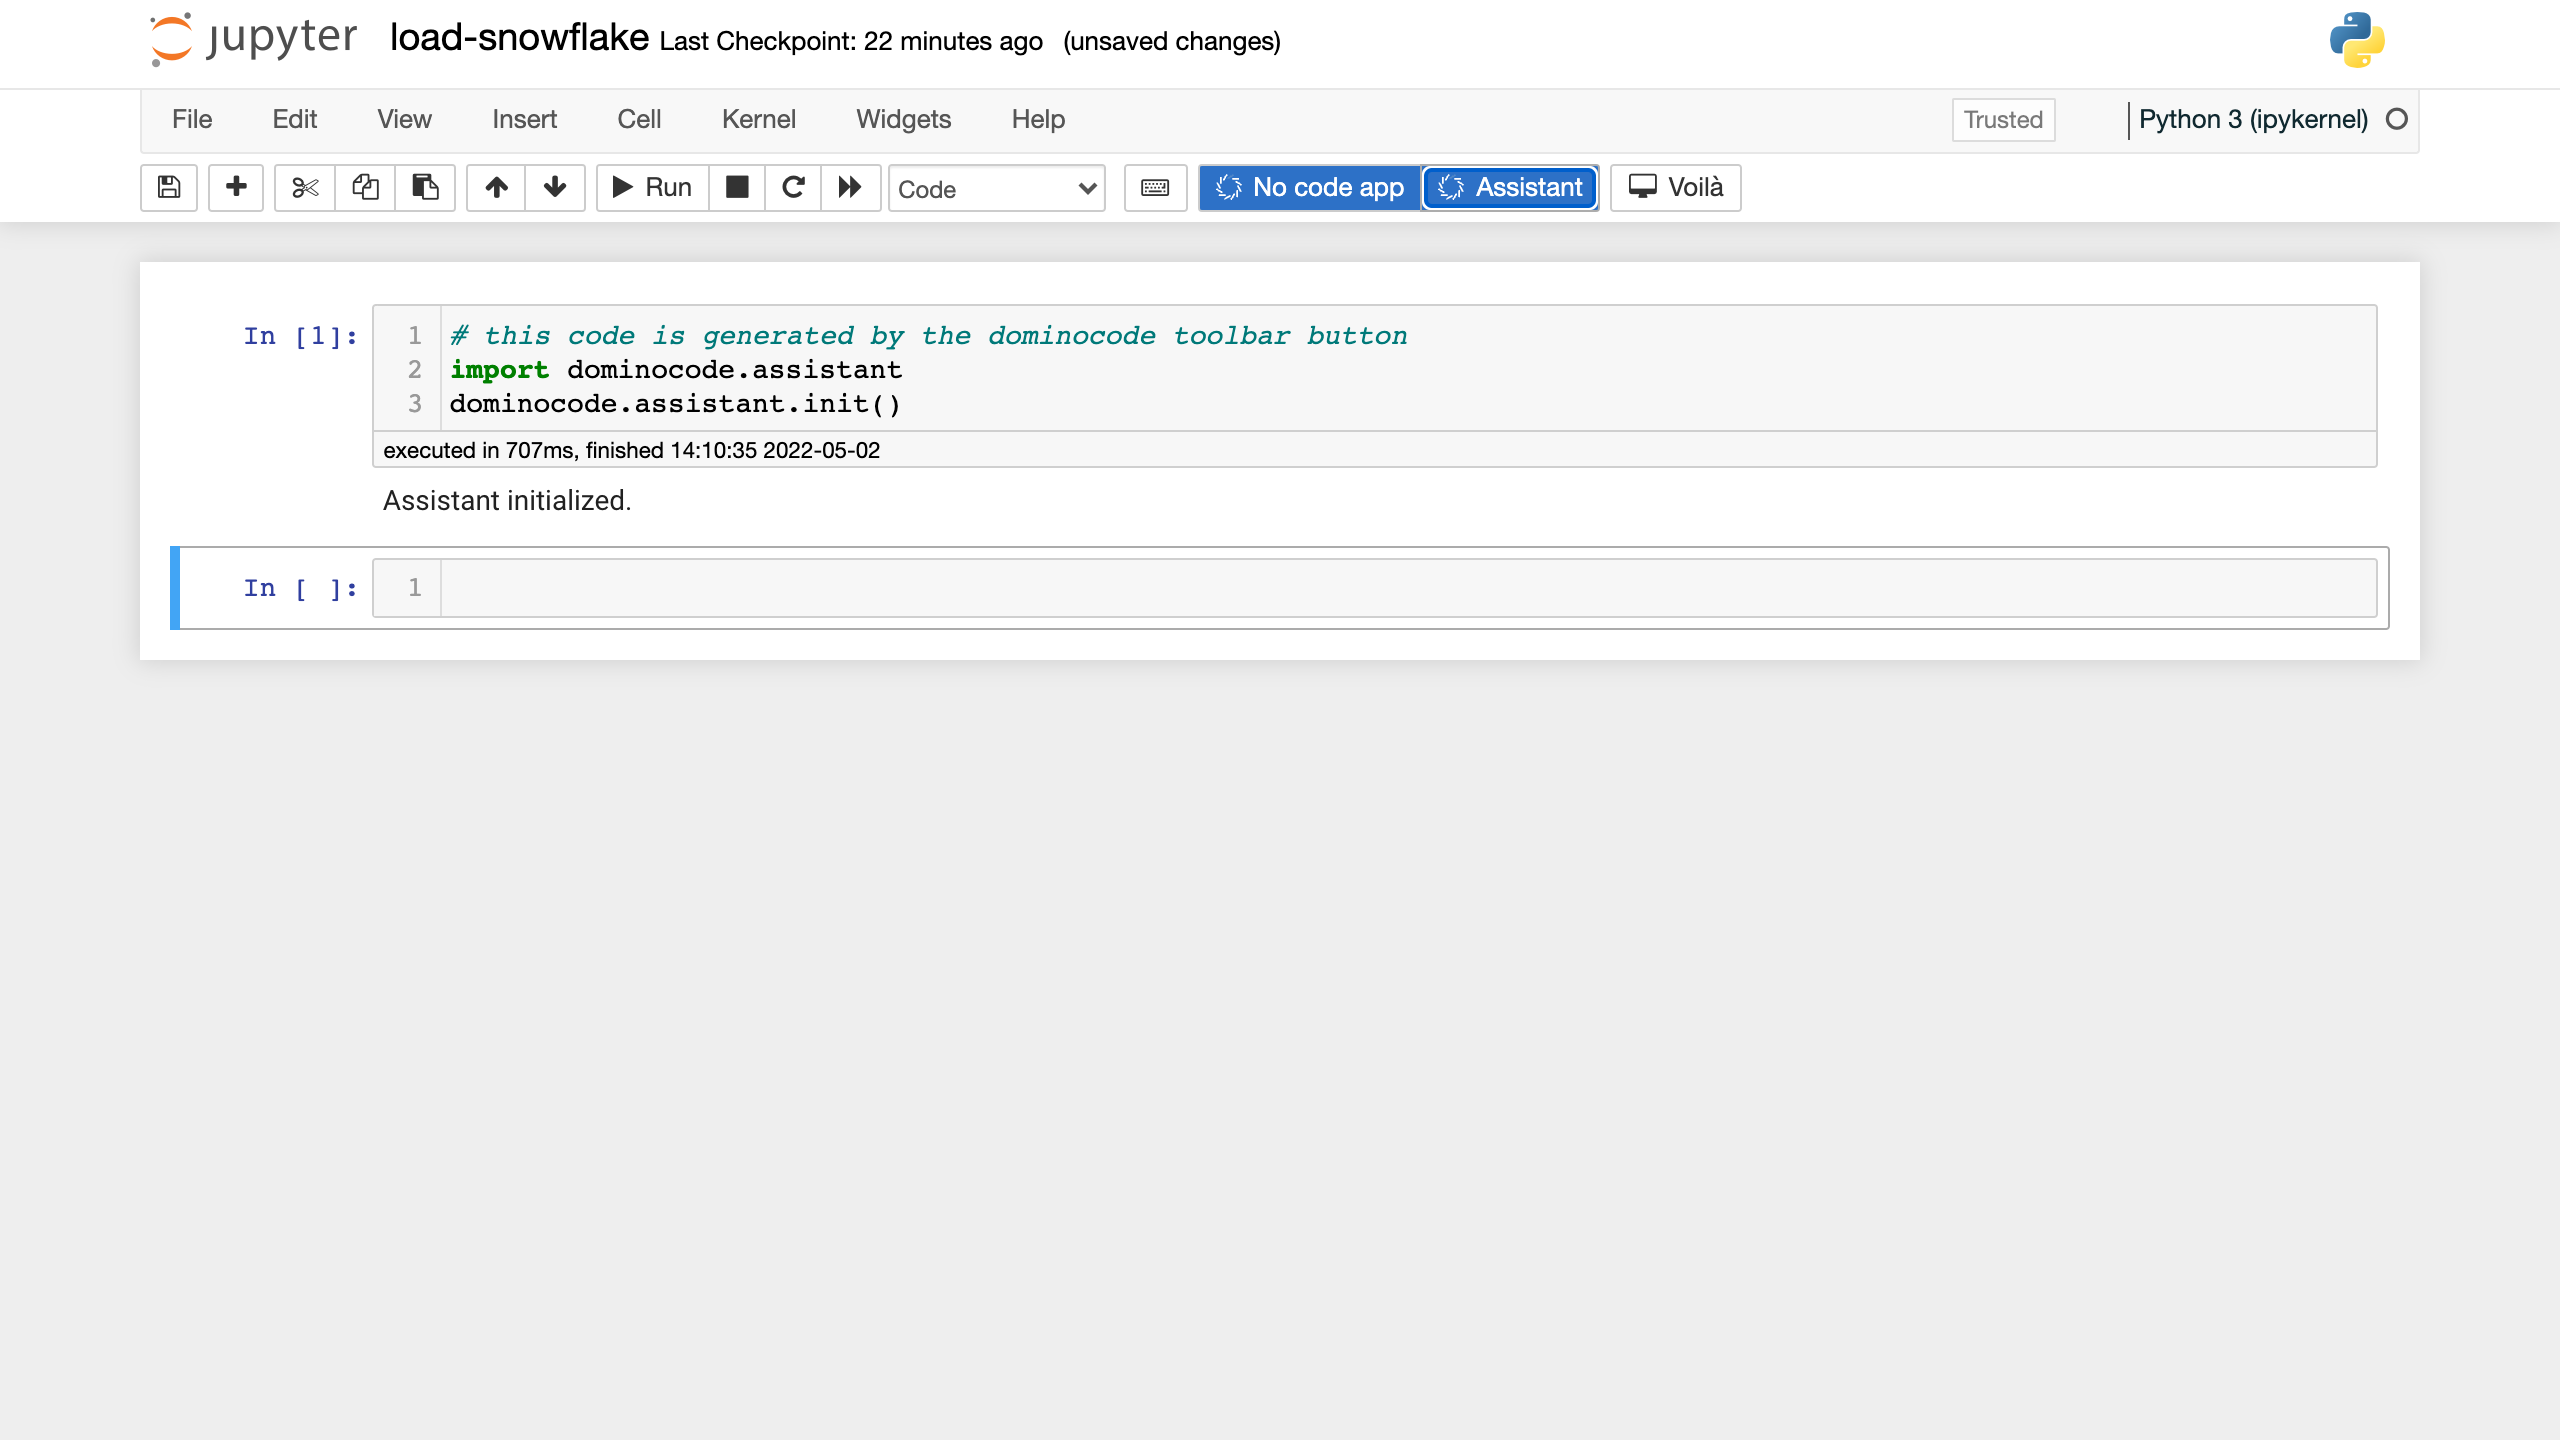 jupyter load-snowflake Last Checkpoint: 22 minutes ago (unsaved changes)
File Edit View Insert Cell Kernel Widgets Help Trusted Python 3 (ipykernel)
Run Code No code app Assistant Voilà
In [1]:
1 # this code is generated by the dominocode toolbar button
2 import dominocode.assistant
3 dominocode.assistant.init()
executed in 707ms, finished 14:10:35 2022-05-02
Assistant initialized.
In [ ]: 1